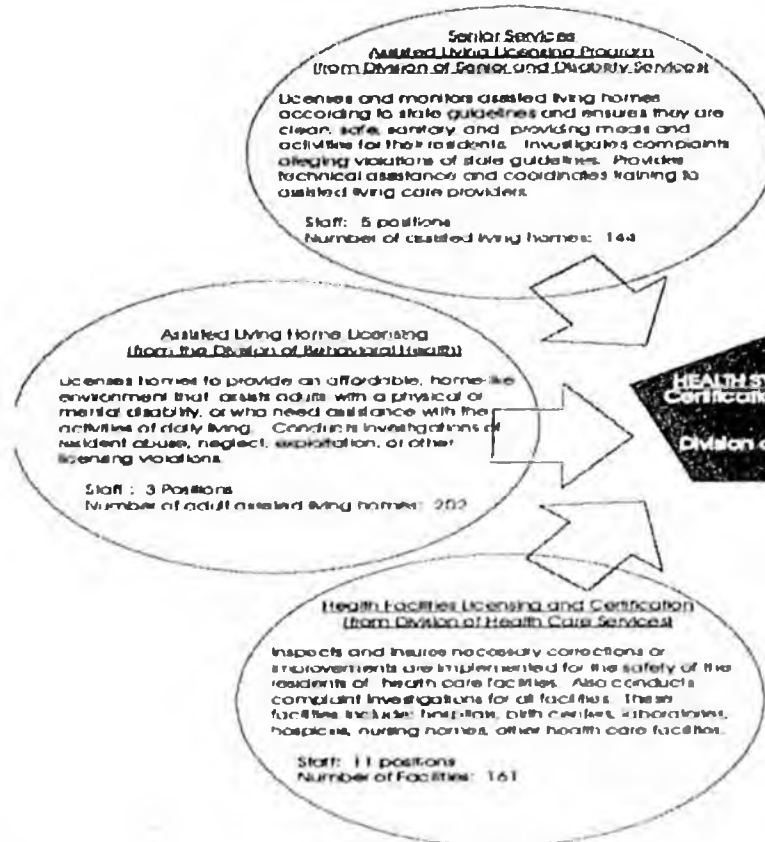 Senior Services
Assisted Living Licensing Program
(from Division of Senior and Disability Services)
Licenses and monitors assisted living homes
according to state guidelines and ensures they are
clean, safe, sanitary and providing meals and
activities for their residents. Investigates complaints
alleging violations of state guidelines. Provides
technical assistance and coordinates training to
assisted living care providers.
Staff: 5 positions
Number of assisted living homes: 144
Assisted Living Home Licensing
(from the Division of Behavioral Health)
Licenses homes to provide an affordable, home-like
environment that assists adults with a physical or
mental disability, or who need assistance with the
activities of daily living. Conducts investigations of
resident abuse, neglect, exploitation, or other
licensing violations.
Staff : 3 Positions
Number of adult assisted living homes: 202
HEALTH SY
Certificatio
Division o
Health Facilities Licensing and Certification
(from Division of Health Care Services)
Inspects and insures necessary corrections or
improvements are implemented for the safety of the
residents of health care facilities. Also conducts
complaint investigations for all facilities. These
facilities include: hospitals, birth centers, laboratories,
hospices, nursing homes, other health care facilities.
Staff: 11 positions
Number of Facilities: 161